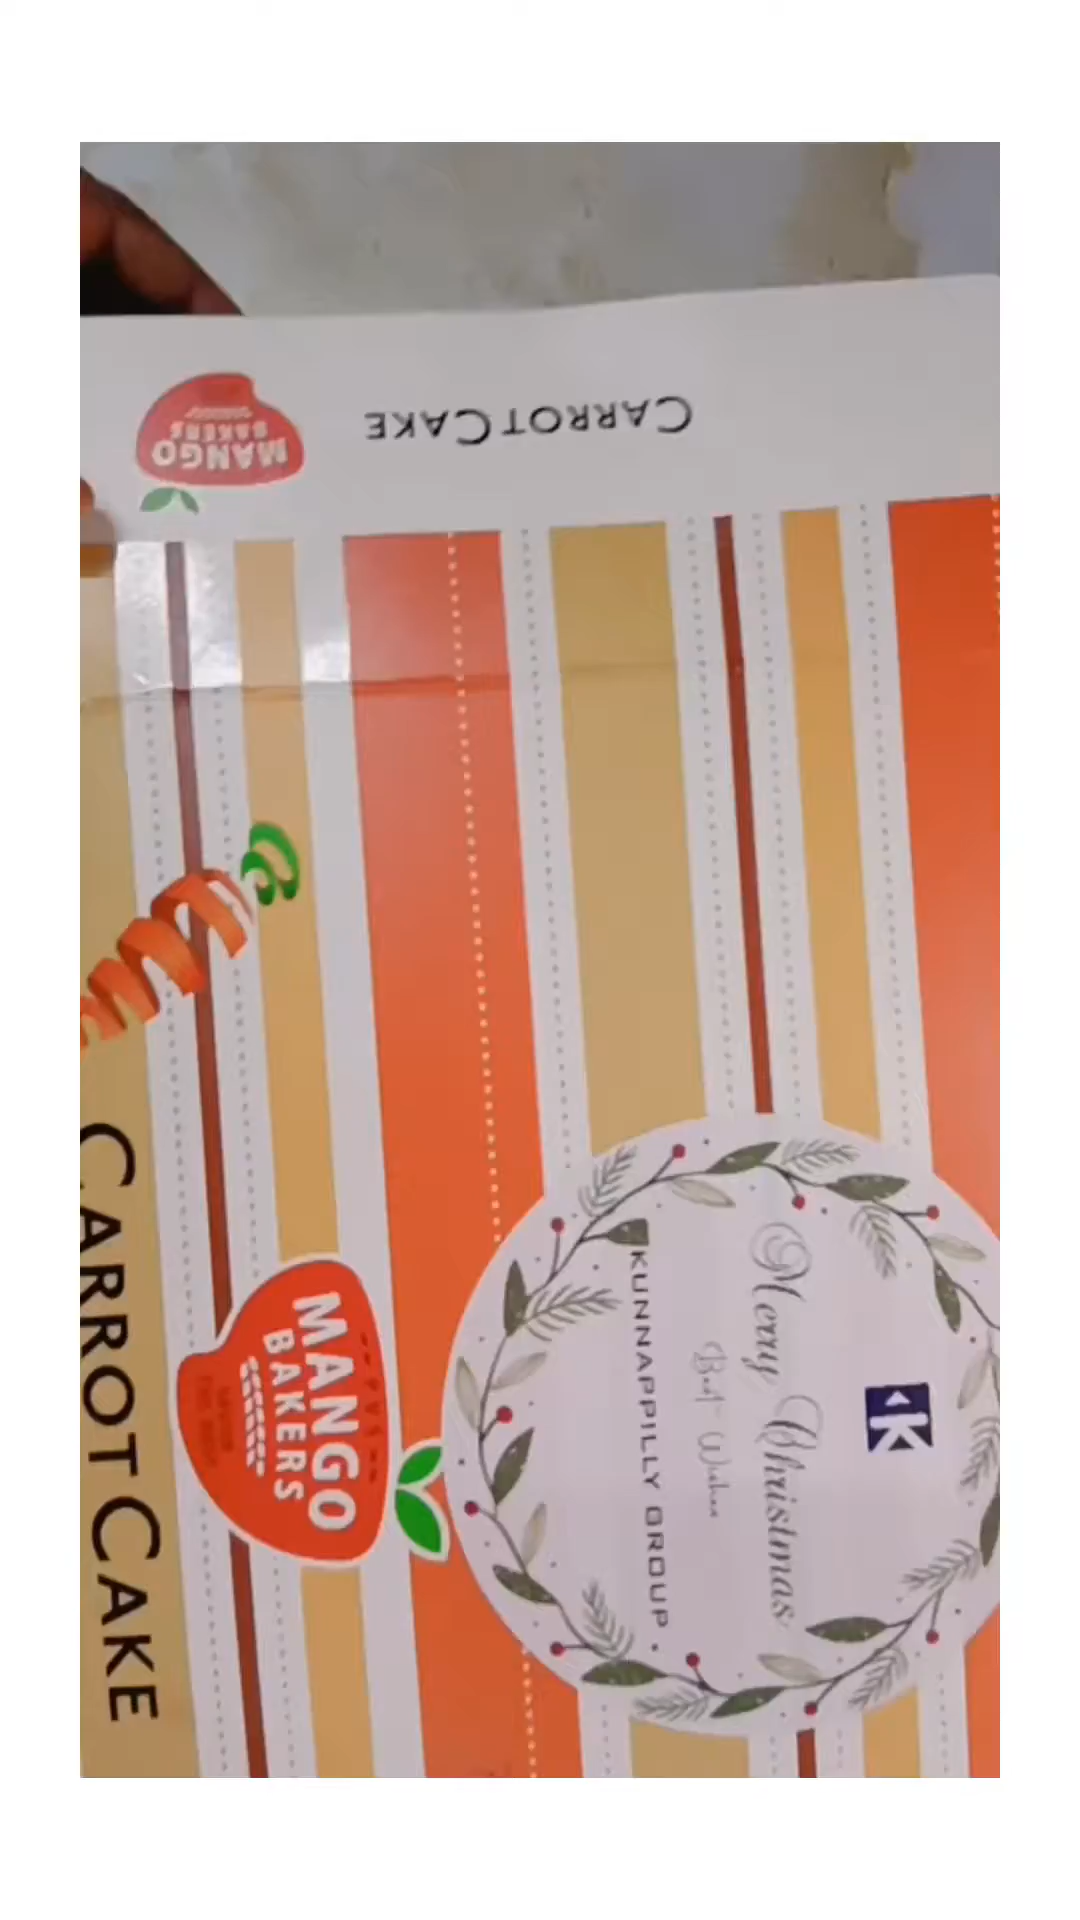 CARROT CAKE
MANGO
BAKERS
CARROT CAKE
MANGO
BAKERS
K
Merry Christmas
Best Wishes
KUNNAPPILLY GROUP